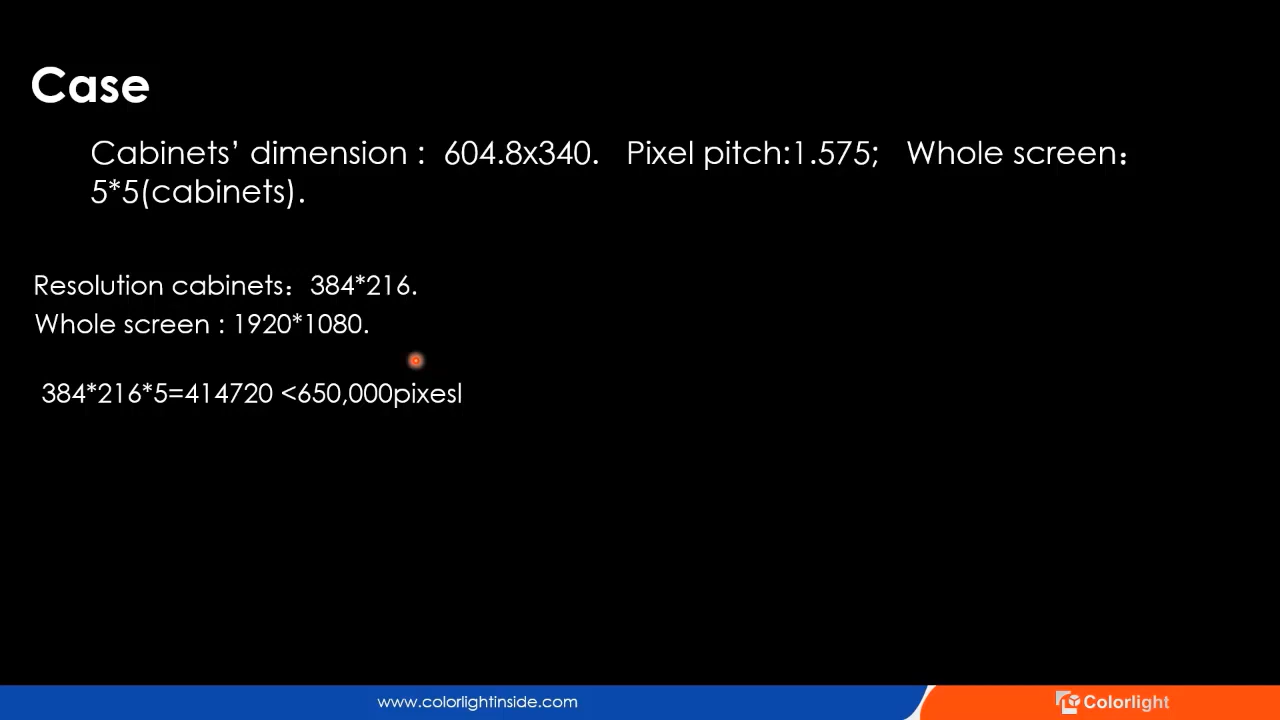 Case
Cabinets’ dimension :  604.8x340.   Pixel pitch:1.575;   Whole screen：
5*5(cabinets).
Resolution cabinets：384*216.
Whole screen : 1920*1080.
384*216*5=414720 <650,000pixesl
www.colorlightinside.com
Colorlight